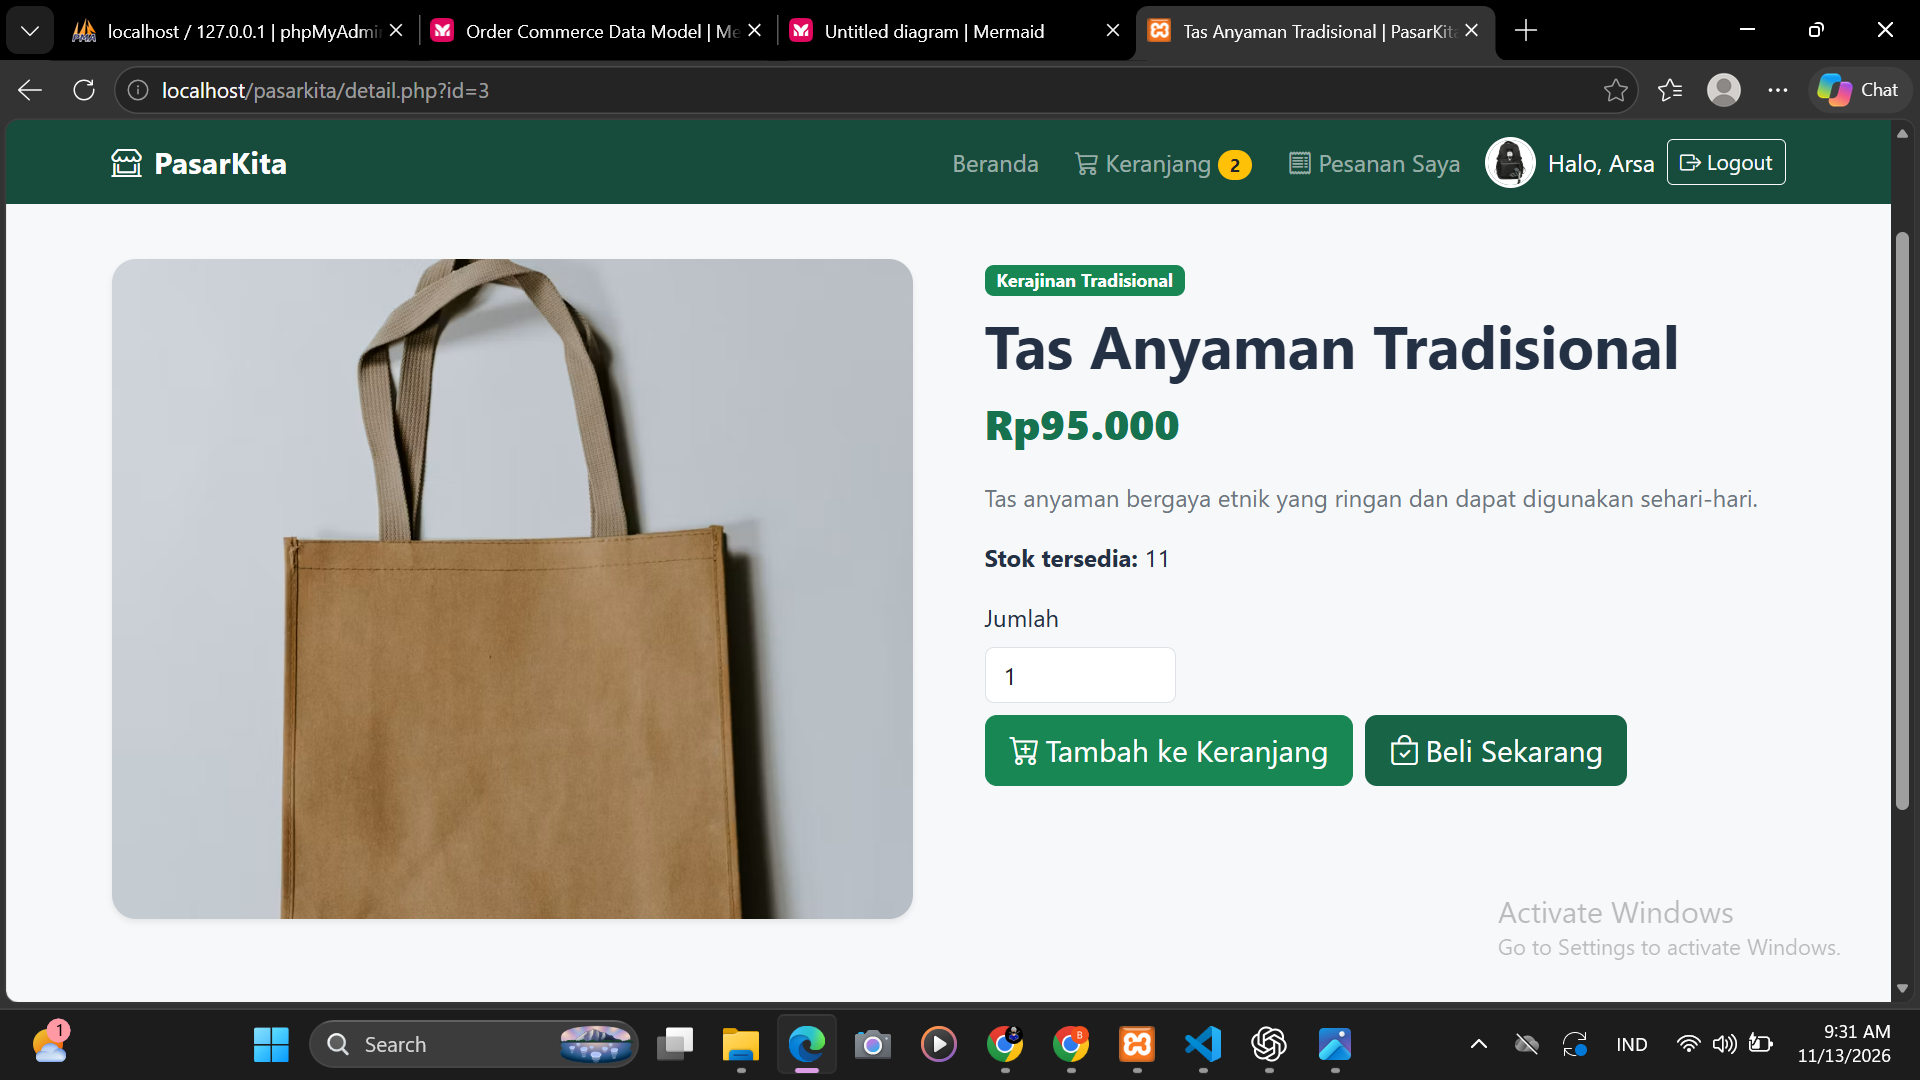 localhost / 127.0.0.1 | phpMyAdmi
Order Commerce Data Model | Me
Untitled diagram | Mermaid
Tas Anyaman Tradisional | PasarKita
localhost/pasarkita/detail.php?id=3
Chat
PasarKita
Beranda
Keranjang 2
Pesanan Saya
Halo, Arsa
Logout
Kerajinan Tradisional
Tas Anyaman Tradisional
Rp95.000
Tas anyaman bergaya etnik yang ringan dan dapat digunakan sehari-hari.
Stok tersedia: 11
Jumlah
1
Tambah ke Keranjang
Beli Sekarang
Activate Windows
Go to Settings to activate Windows.
1
Search
B
IND
9:31 AM
11/13/2026